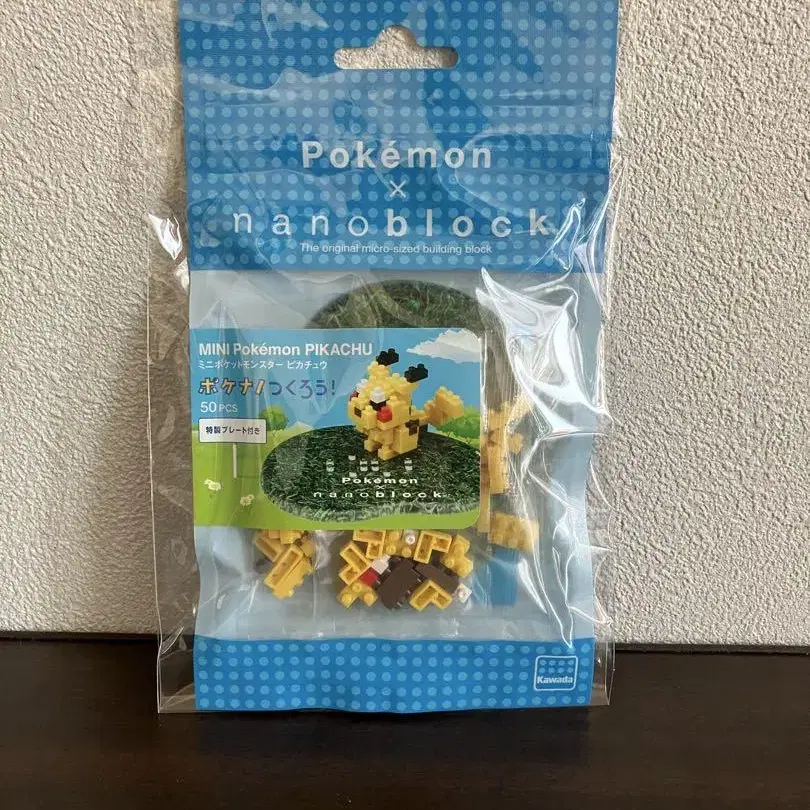 Pokémon
×
nanoblock
The original micro-sized building block
MINI Pokémon PIKACHU
ミニポケットモンスター ピカチュウ
ポケナノつくろう!
50 PCS
特製プレート付き
Pokémon
×
nanoblock
Kawada